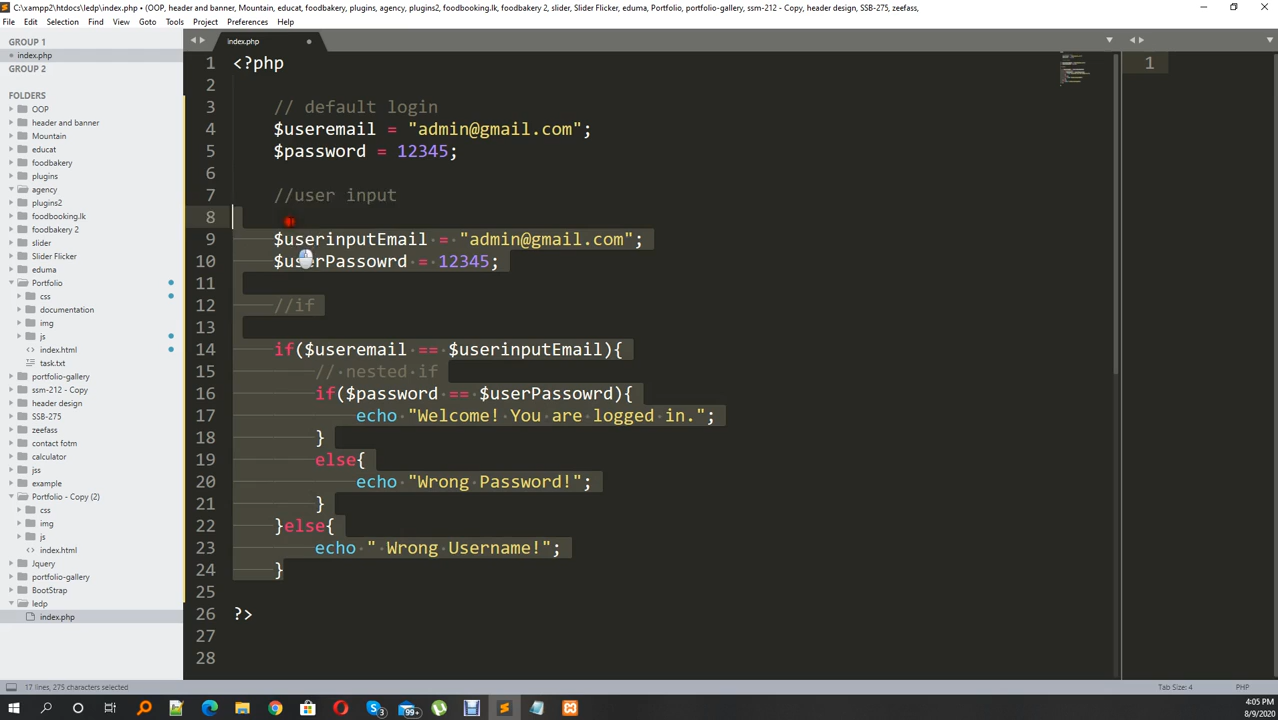 C:\xampp2\htdocs\ledp\index.php • (OOP, header and banner, Mountain, educat, foodbakery, plugins, agency, plugins2, foodbooking.lk, foodbakery 2, slider, Slider Flicker, eduma, Portfolio, portfolio-gallery, ssm-212 - Copy, header design, SSB-275, zeefass,
File Edit Selection Find View Goto Tools Project Preferences Help
GROUP 1
index.php
GROUP 2
FOLDERS
OOP
header and banner
Mountain
educat
foodbakery
plugins
agency
plugins2
foodbooking.lk
foodbakery 2
slider
Slider Flicker
eduma
Portfolio
css
documentation
img
js
index.html
task.txt
portfolio-gallery
ssm-212 - Copy
header design
SSB-275
zeefass
contact fotm
calculator
jss
example
Portfolio - Copy (2)
css
img
js
index.html
Jquery
portfolio-gallery
BootStrap
ledp
index.php
index.php
1 <?php
2
3 // default login
4 $useremail = "admin@gmail.com";
5 $password = 12345;
6
7 //user input
8
9 $userinputEmail = "admin@gmail.com";
10 $userPassowrd = 12345;
11
12 //if
13
14 if($useremail == $userinputEmail){
15 // nested if
16 if($password == $userPassowrd){
17 echo "Welcome! You are logged in.";
18 }
19 else{
20 echo "Wrong Password!";
21 }
22 }else{
23 echo " Wrong Username!";
24 }
25
26 ?>
27
28
1
17 lines, 275 characters selected
Tab Size: 4 PHP
3
99+
4:05 PM
8/9/2020